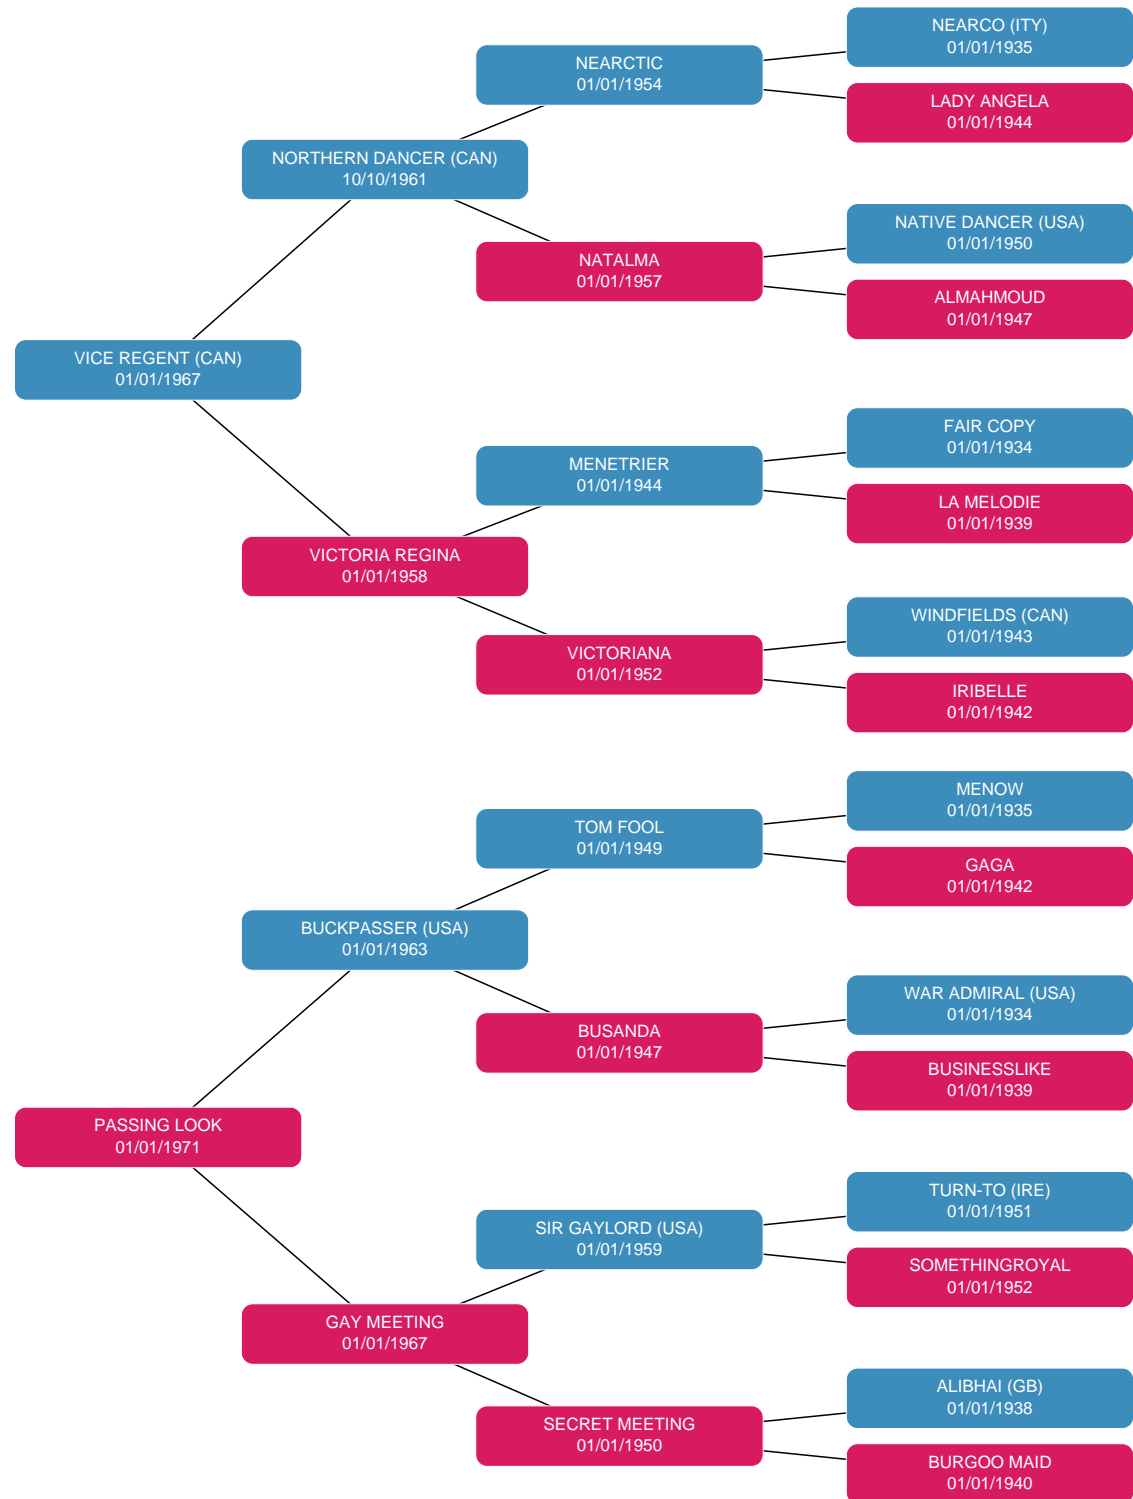 NEARCO (ITY)
01/01/1935
NEARCTIC
01/01/1954
LADY ANGELA
01/01/1944
NORTHERN DANCER (CAN)
10/10/1961
NATIVE DANCER (USA)
01/01/1950
NATALMA
01/01/1957
ALMAHMOUD
01/01/1947
VICE REGENT (CAN)
01/01/1967
FAIR COPY
01/01/1934
MENETRIER
01/01/1944
LA MELODIE
01/01/1939
VICTORIA REGINA
01/01/1958
WINDFIELDS (CAN)
01/01/1943
VICTORIANA
01/01/1952
IRIBELLE
01/01/1942
MENOW
01/01/1935
TOM FOOL
01/01/1949
GAGA
01/01/1942
BUCKPASSER (USA)
01/01/1963
WAR ADMIRAL (USA)
01/01/1934
BUSANDA
01/01/1947
BUSINESSLIKE
01/01/1939
PASSING LOOK
01/01/1971
TURN-TO (IRE)
01/01/1951
SIR GAYLORD (USA)
01/01/1959
SOMETHINGROYAL
01/01/1952
GAY MEETING
01/01/1967
ALIBHAI (GB)
01/01/1938
SECRET MEETING
01/01/1950
BURGOO MAID
01/01/1940